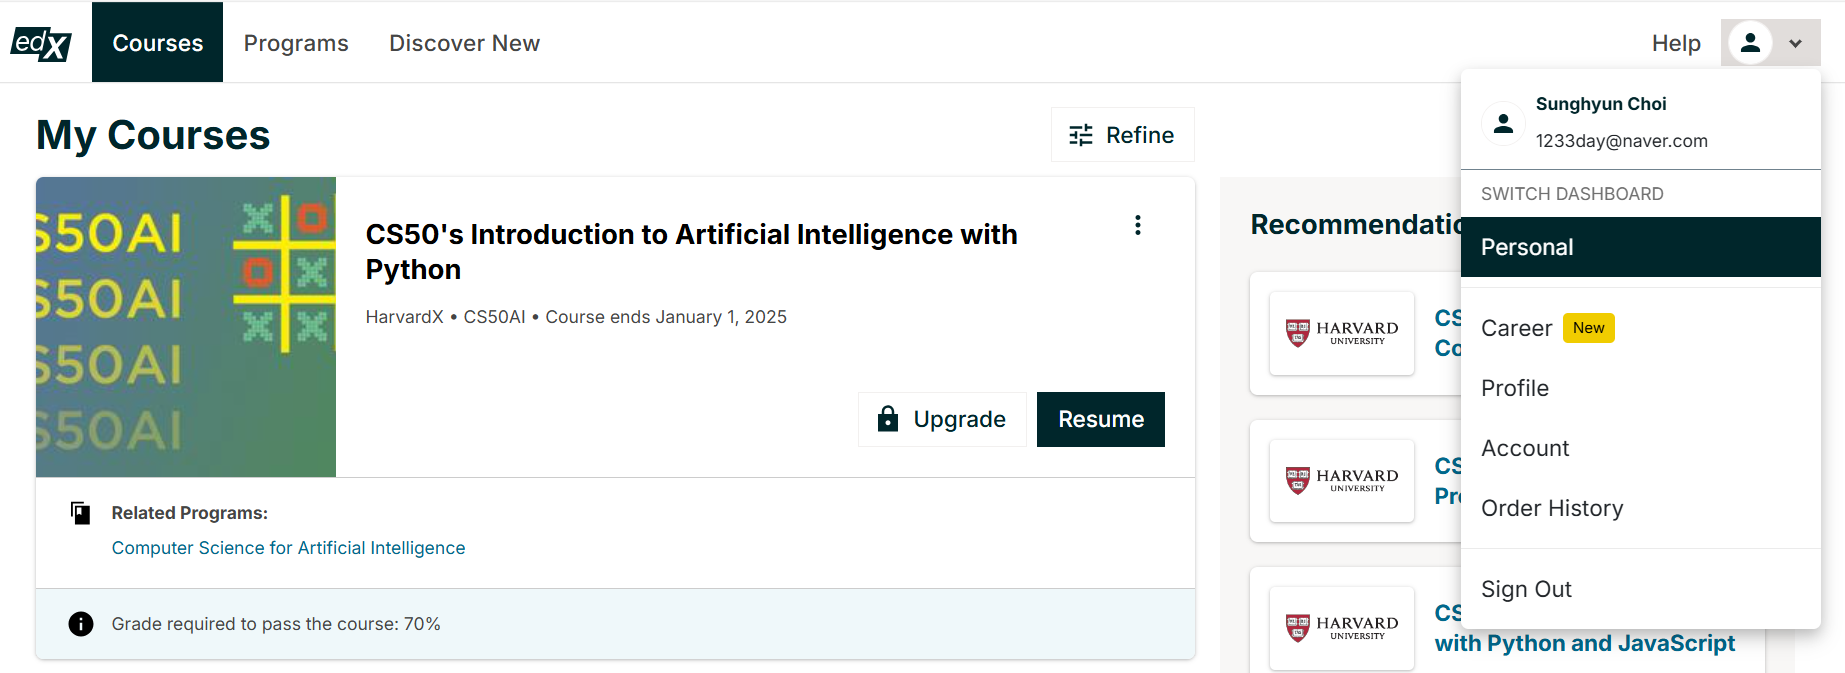 edX
Courses
Programs
Discover New
Help
Sunghyun Choi
1233day@naver.com
SWITCH DASHBOARD
Personal
Career New
Profile
Account
Order History
Sign Out
My Courses
Refine
S50AI
S50AI
S50AI
S50AI
CS50's Introduction to Artificial Intelligence with
Python
HarvardX • CS50AI • Course ends January 1, 2025
Upgrade
Resume
Related Programs:
Computer Science for Artificial Intelligence
Grade required to pass the course: 70%
HARVARD
UNIVERSITY
CS
Co
HARVARD
UNIVERSITY
CS
Pr
HARVARD
UNIVERSITY
CS
with Python and JavaScript